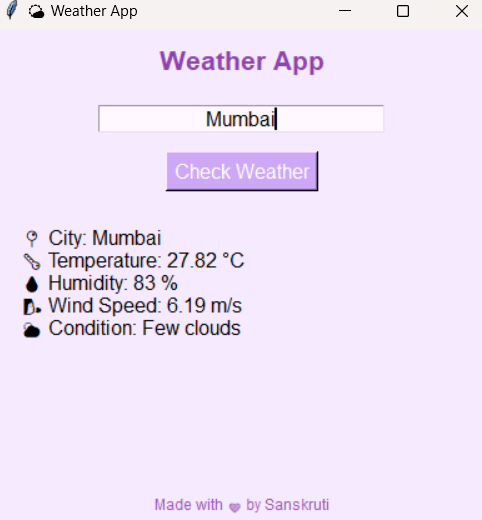 🌤 Weather App
Weather App
Mumbai
Check Weather
📍 City: Mumbai
🌡 Temperature: 27.82 °C
💧 Humidity: 83 %
🌬 Wind Speed: 6.19 m/s
🌥 Condition: Few clouds
Made with 💜 by Sanskruti